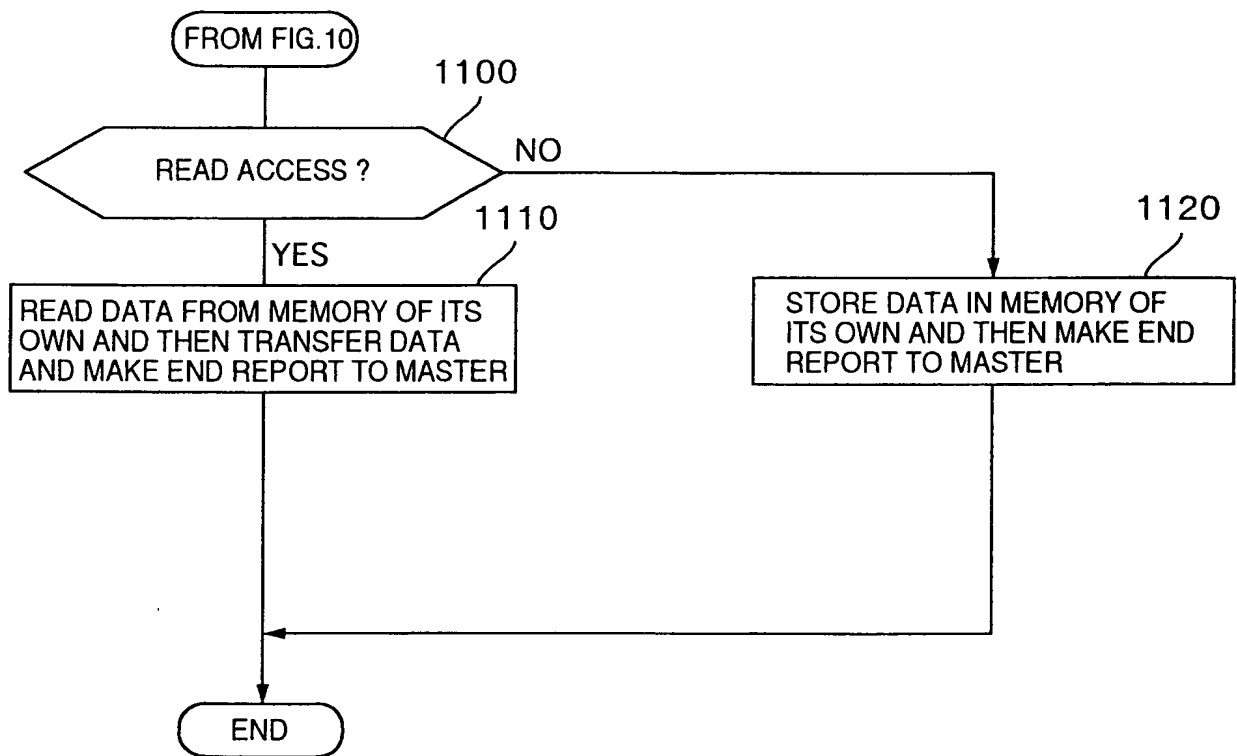 FROM FIG.10
1100
READ ACCESS ?
NO
YES
1110
READ DATA FROM MEMORY OF ITS
OWN AND THEN TRANSFER DATA
AND MAKE END REPORT TO MASTER
1120
STORE DATA IN MEMORY OF
ITS OWN AND THEN MAKE END
REPORT TO MASTER
END